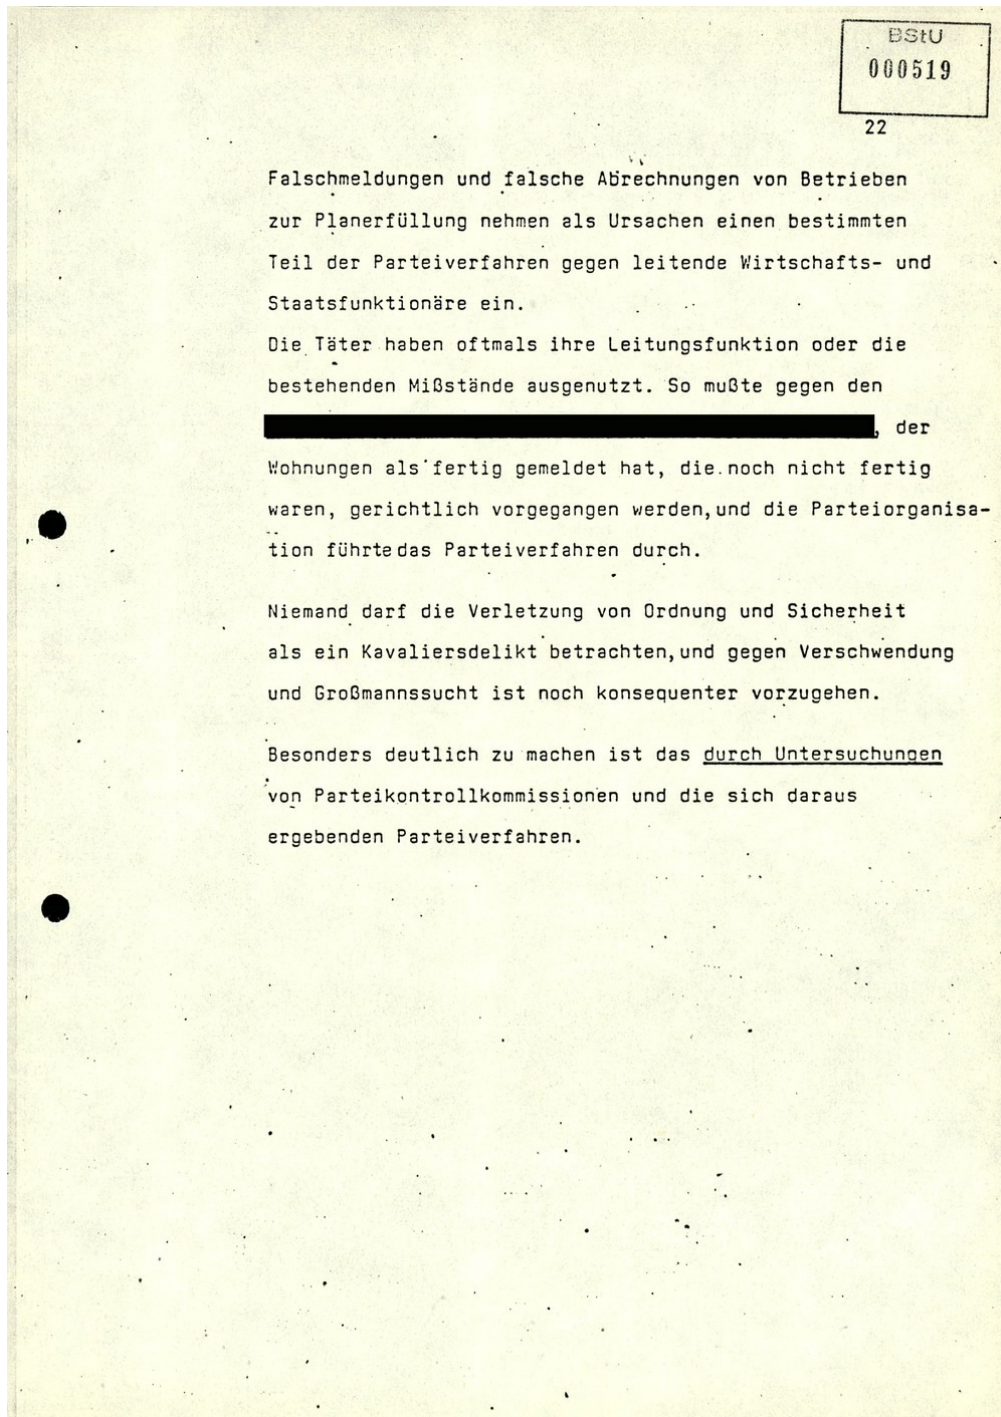 BStU
000519
22
Falschmeldungen und falsche Abrechnungen von Betrieben
zur Planerfüllung nehmen als Ursachen einen bestimmten
Teil der Parteiverfahren gegen leitende Wirtschafts- und
Staatsfunktionäre ein.
Die Täter haben oftmals ihre Leitungsfunktion oder die
bestehenden Mißstände ausgenutzt. So mußte gegen den
, der
Wohnungen als fertig gemeldet hat, die noch nicht fertig
waren, gerichtlich vorgegangen werden, und die Parteiorganisa-
tion führte das Parteiverfahren durch.
Niemand darf die Verletzung von Ordnung und Sicherheit
als ein Kavaliersdelikt betrachten, und gegen Verschwendung
und Großmannssucht ist noch konsequenter vorzugehen.
Besonders deutlich zu machen ist das durch Untersuchungen
von Parteikontrollkommissionen und die sich daraus
ergebenden Parteiverfahren.